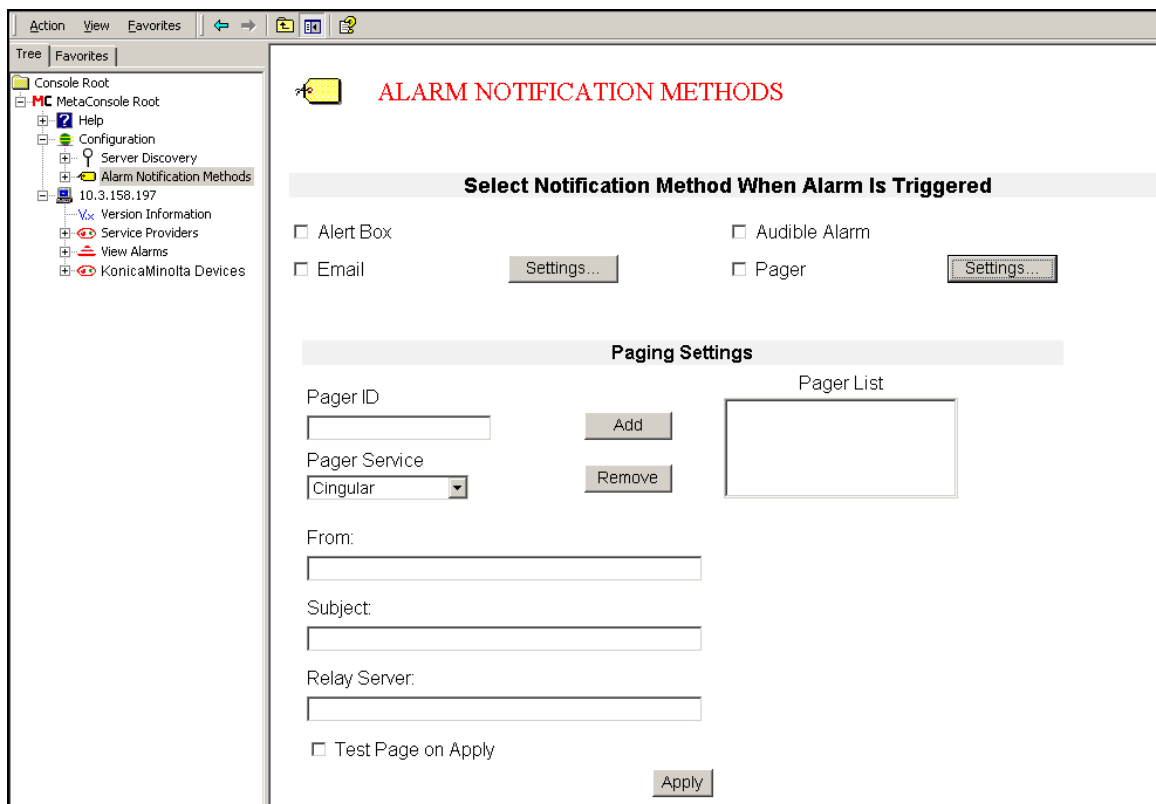 Action View Favorites
Tree Favorites
Console Root
MC MetaConsole Root
? Help
Configuration
Server Discovery
Alarm Notification Methods
10.3.158.197
V.x Version Information
Service Providers
View Alarms
KonicaMinolta Devices
ALARM NOTIFICATION METHODS
Select Notification Method When Alarm Is Triggered
Alert Box
Audible Alarm
Email
Settings...
Pager
Settings...
Paging Settings
Pager ID
Add
Pager List
Pager Service
Cingular
Remove
From:
Subject:
Relay Server:
Test Page on Apply
Apply